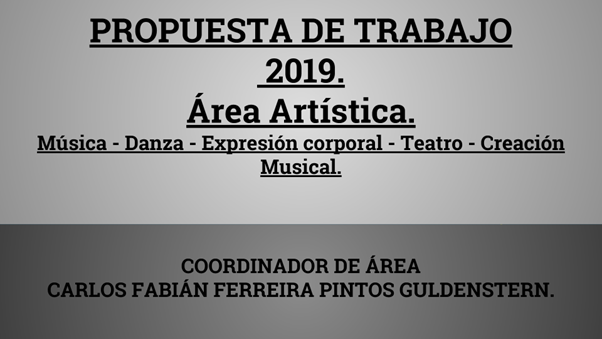 PROPUESTA DE TRABAJO
2019.
Área Artística.
Música - Danza - Expresión corporal - Teatro - Creación
Musical.
COORDINADOR DE ÁREA
CARLOS FABIÁN FERREIRA PINTOS GULDENSTERN.